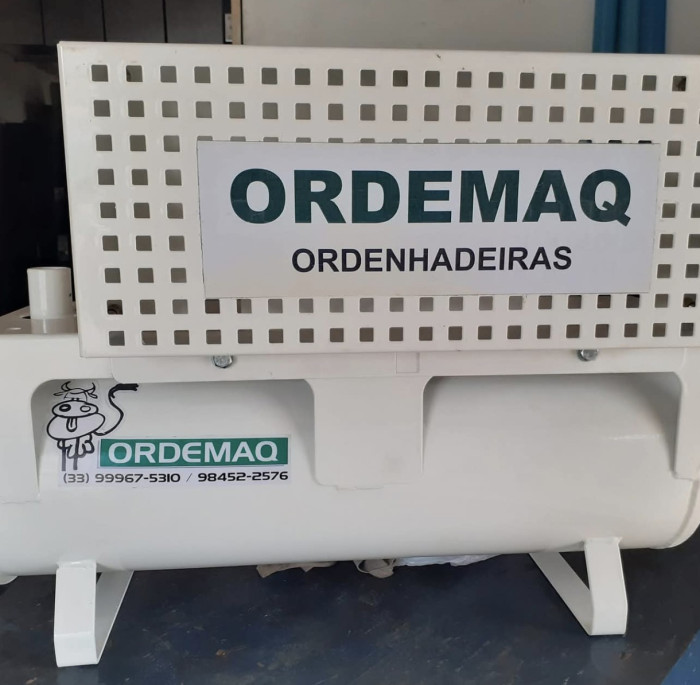 ORDEMAQ
ORDENHADEIRAS
ORDEMAQ
(33) 99967-5310 / 98452-2576